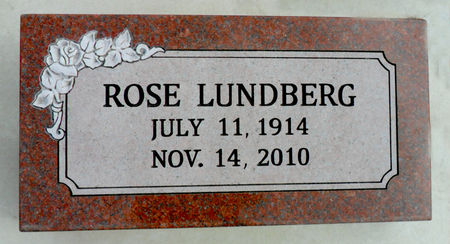 ROSE LUNDBERG
JULY 11, 1914
NOV. 14, 2010